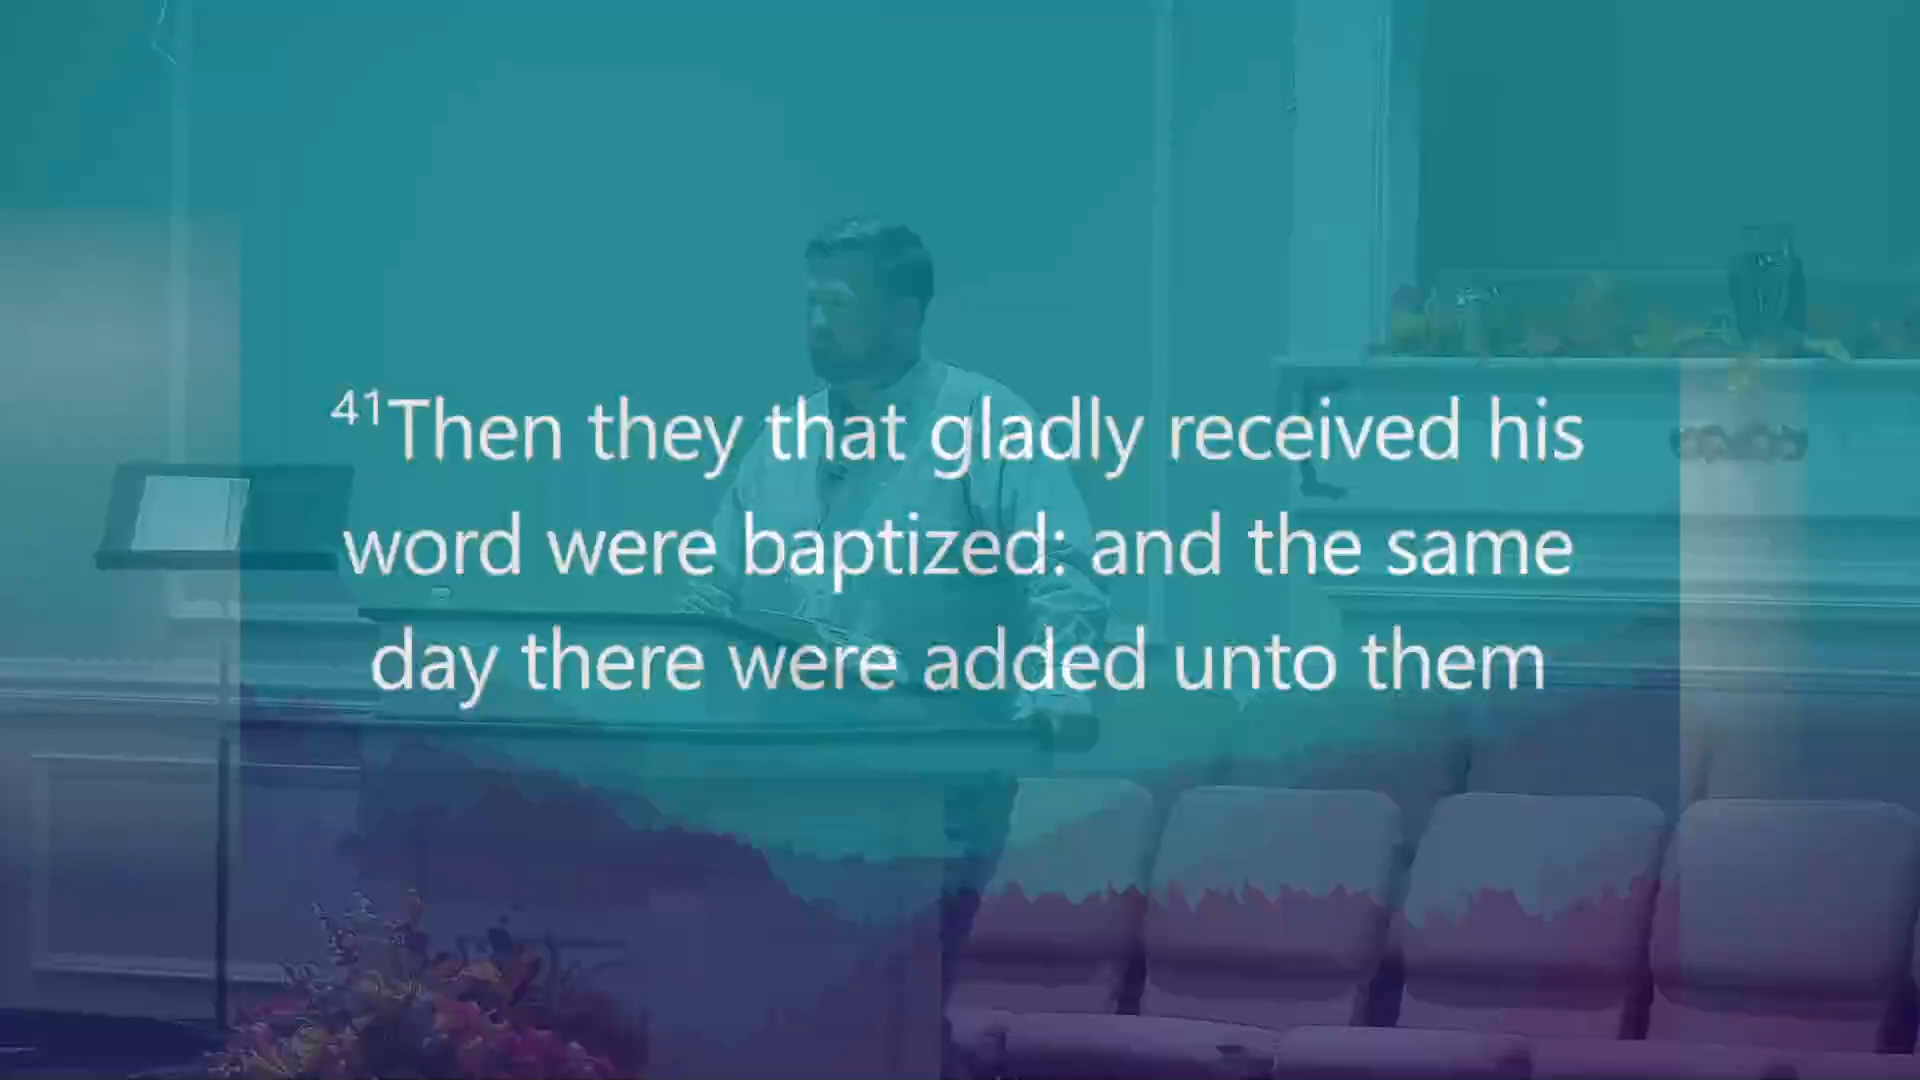 41Then they that gladly received his
word were baptized: and the same
day there were added unto them